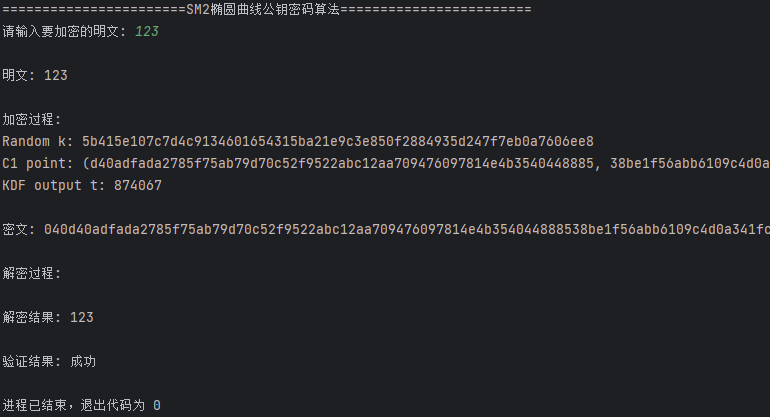 =======================SM2椭圆曲线公钥密码算法========================
请输入要加密的明文: 123
明文: 123
加密过程:
Random k: 5b415e107c7d4c9134601654315ba21e9c3e850f2884935d247f7eb0a7606ee8
C1 point: (d40adfada2785f75ab79d70c52f9522abc12aa709476097814e4b3540448885, 38be1f56abb6109c4d0a
KDF output t: 874067
密文: 040d40adfada2785f75ab79d70c52f9522abc12aa709476097814e4b354044888538be1f56abb6109c4d0a341fc
解密过程:
解密结果: 123
验证结果: 成功
进程已结束，退出代码为 0